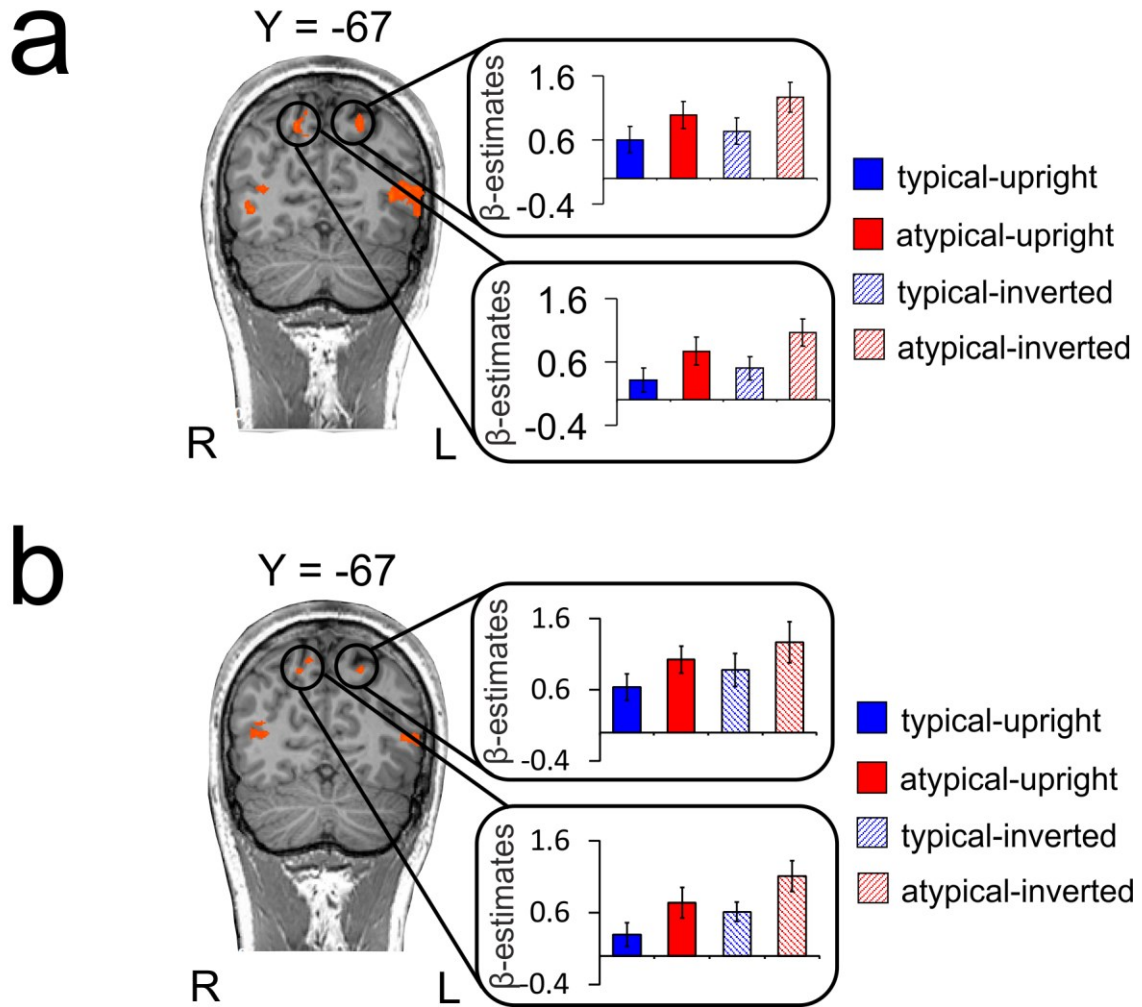 a
Y = -67
β-estimates
1.6
0.6
-0.4
β-estimates
1.6
0.6
-0.4
typical-upright
atypical-upright
typical-inverted
atypical-inverted
R
L
b
Y = -67
β-estimates
1.6
0.6
-0.4
β-estimates
1.6
0.6
-0.4
typical-upright
atypical-upright
typical-inverted
atypical-inverted
R
L